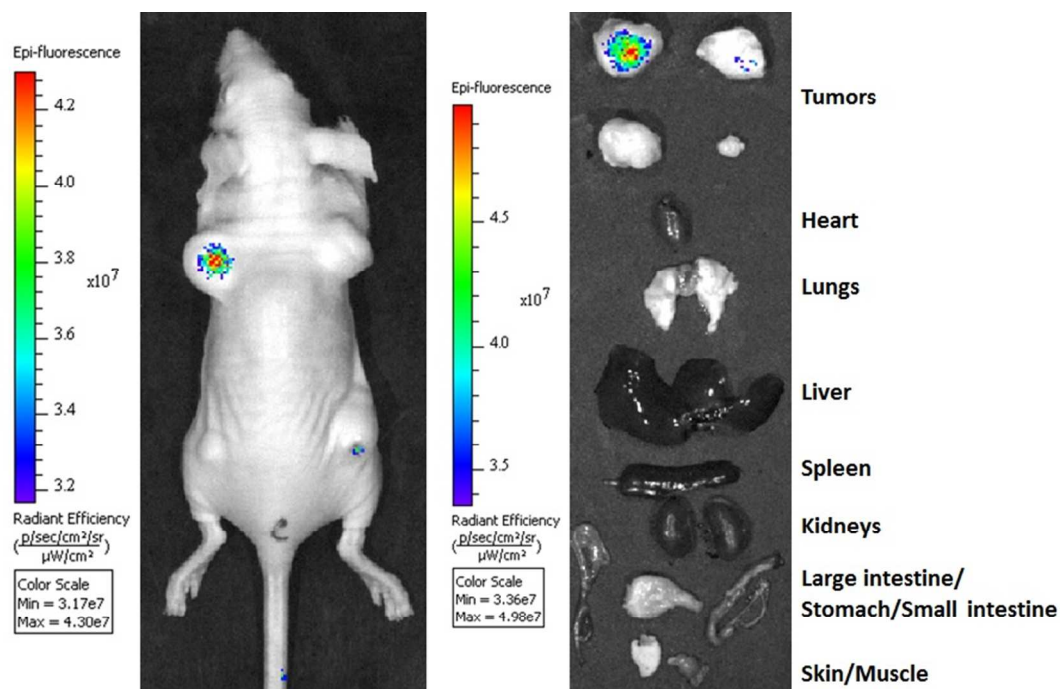 Epi-fluorescence
4.2
4.0
3.8
x10⁷
3.6
3.4
3.2
Radiant Efficiency
(p/sec/cm²/sr
µW/cm²)
Color Scale
Min = 3.17e7
Max = 4.30e7
Epi-fluorescence
4.5
x10⁷
4.0
3.5
Radiant Efficiency
(p/sec/cm²/sr
µW/cm²)
Color Scale
Min = 3.36e7
Max = 4.98e7
Tumors
Heart
Lungs
Liver
Spleen
Kidneys
Large intestine/
Stomach/Small intestine
Skin/Muscle